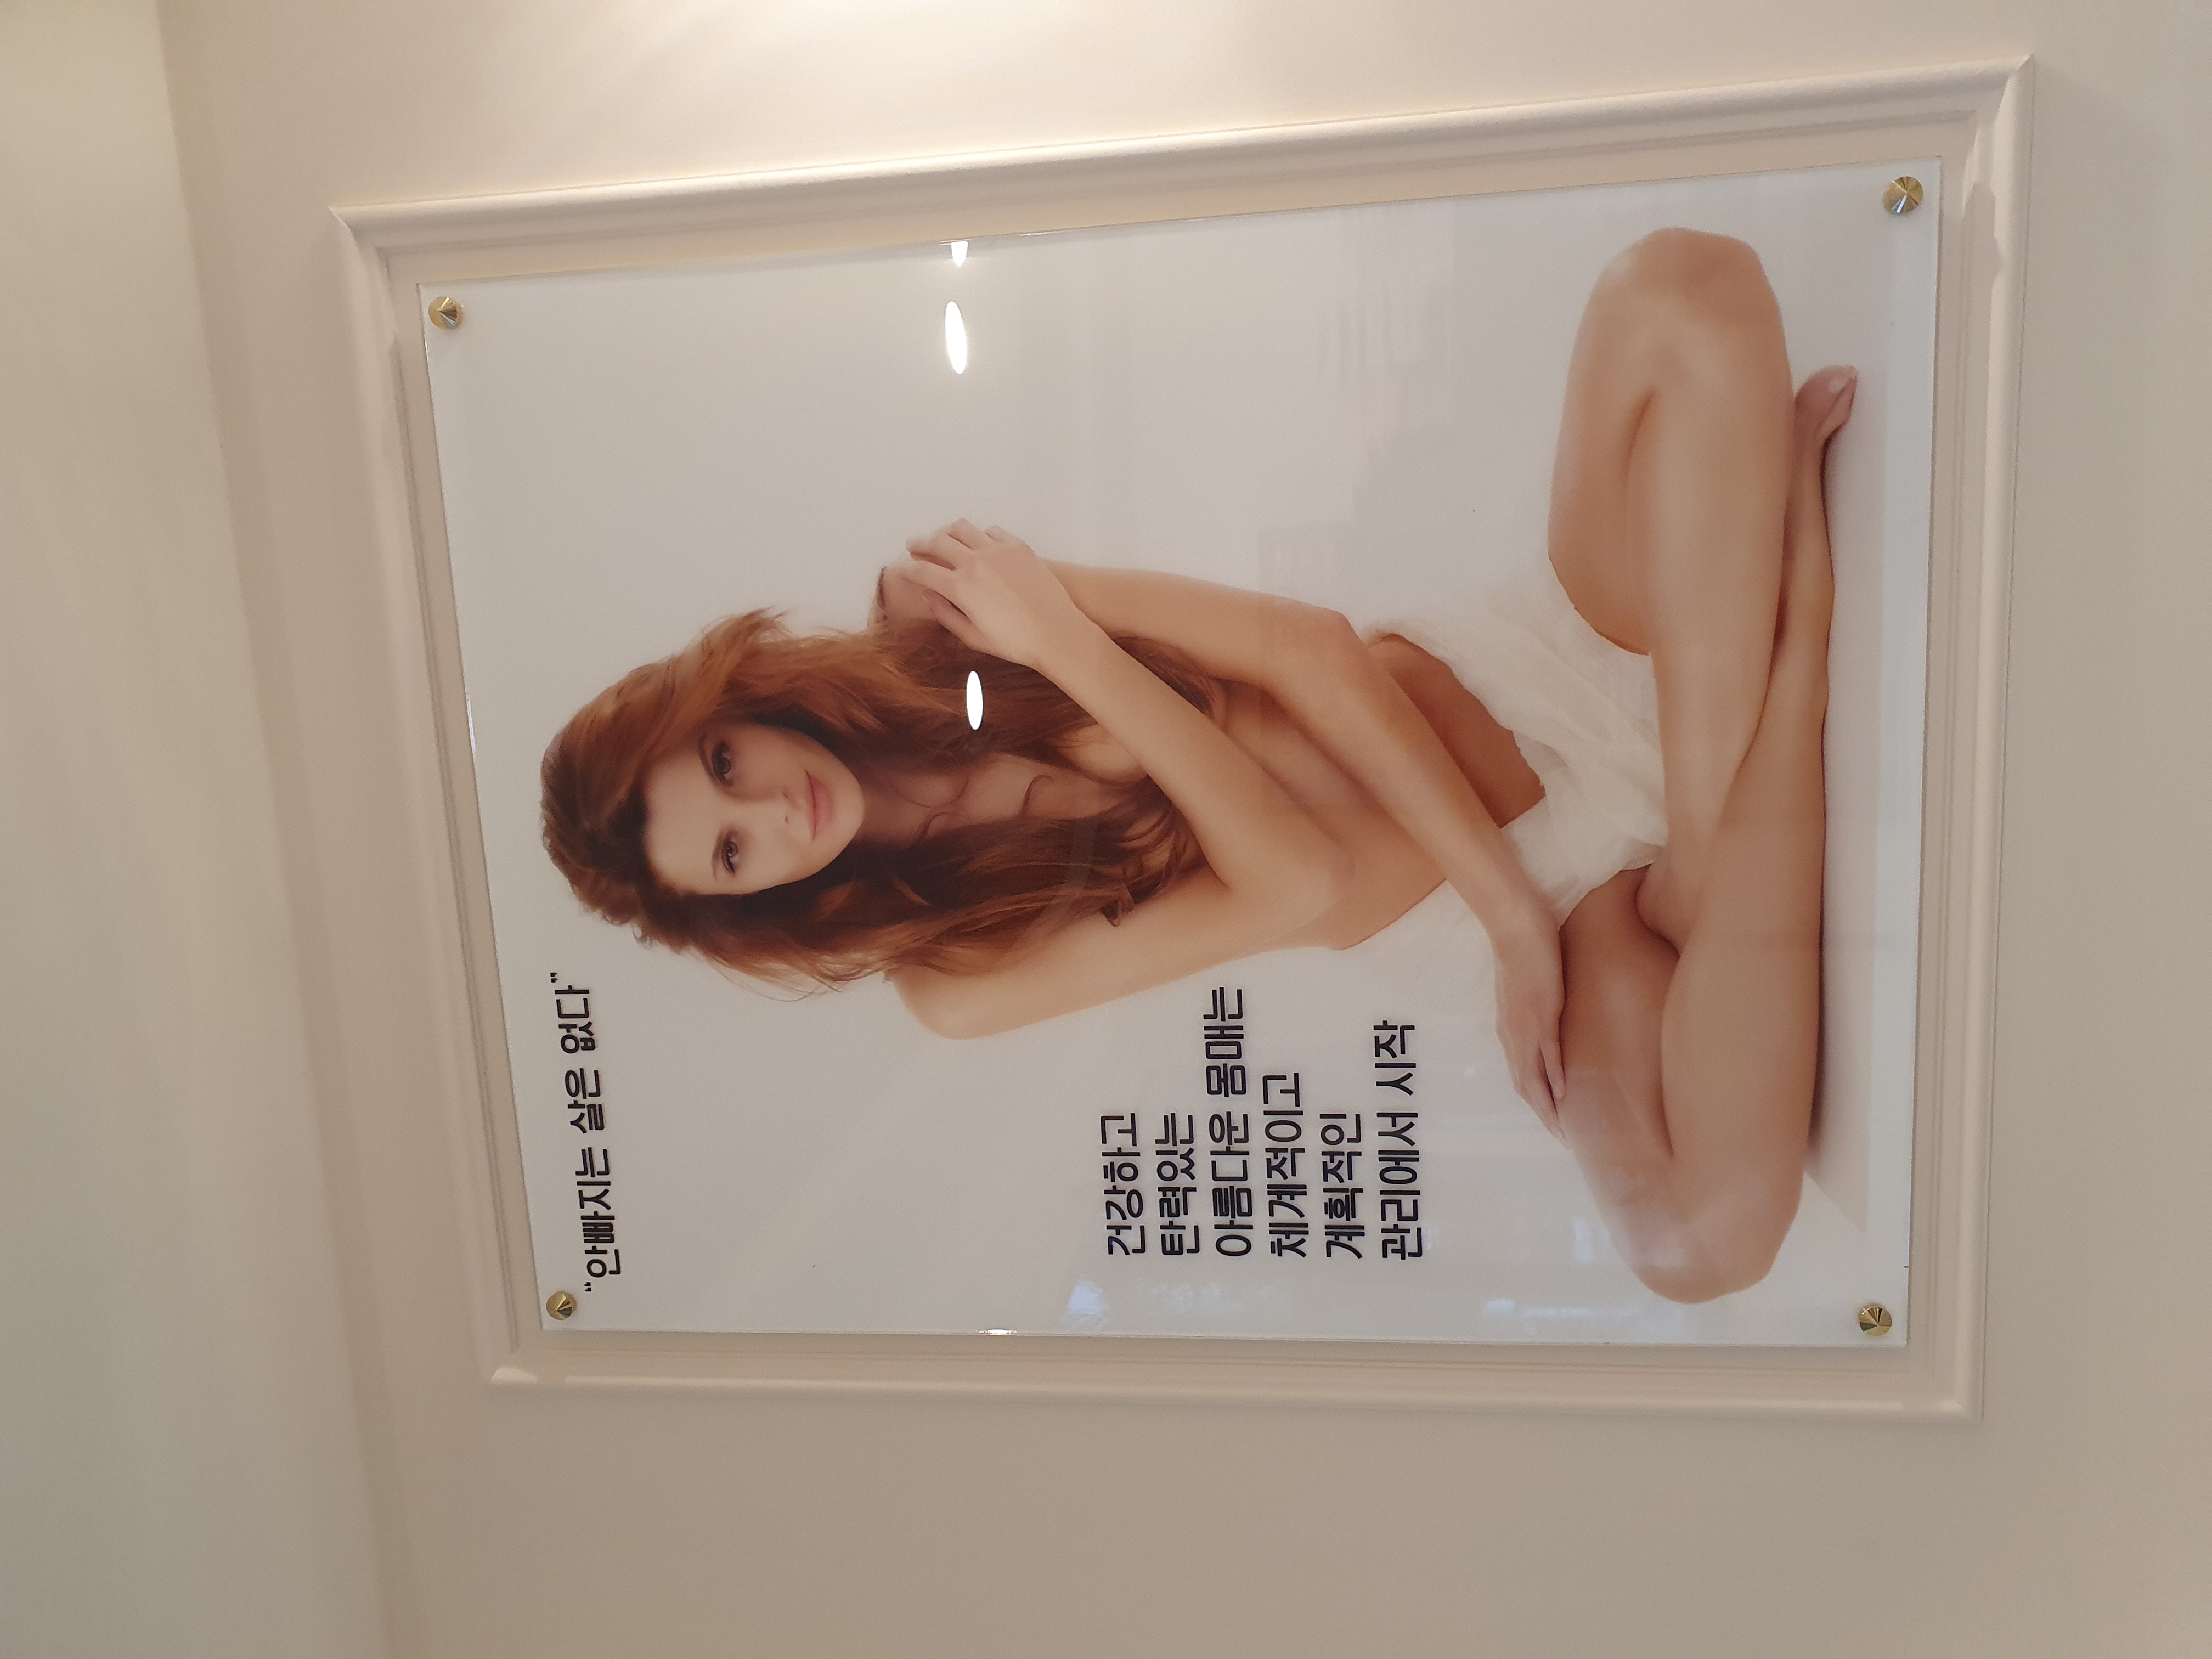 “안빠지는 살은 없다”
건강하고
탄력있는
아름다운 몸매는
체계적이고
계획적인
관리에서 시작